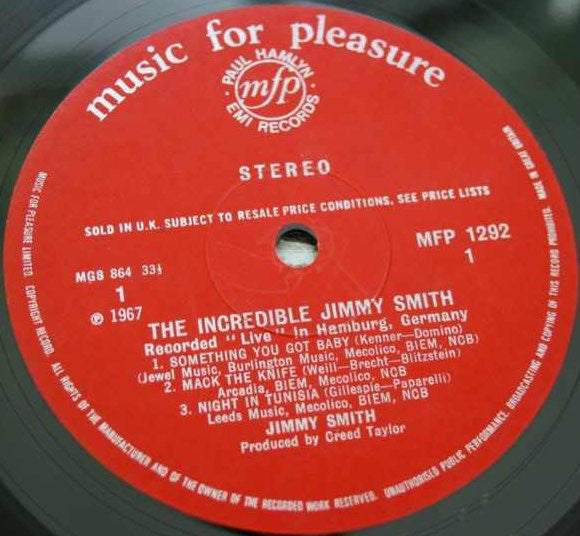 music for pleasure
PAUL HAMLYN
mfp
EMI RECORDS
STEREO
SOLD IN U.K. SUBJECT TO RESALE PRICE CONDITIONS, SEE PRICE LISTS
MGS 864 33⅓
1
℗ 1967
MFP 1292
1
THE INCREDIBLE JIMMY SMITH
Recorded "Live" in Hamburg, Germany
1. SOMETHING YOU GOT BABY (Kenner—Domino)
(Jewel Music, Burlington Music, Mecolico, BIEM, NCB)
2. MACK THE KNIFE (Weill—Brecht—Blitzstein)
Arcadia, BIEM, Mecolico, NCB
3. NIGHT IN TUNISIA (Gillespie—Paparelli)
Leeds Music, Mecolico, BIEM, NCB
JIMMY SMITH
Produced by Creed Taylor
MUSIC FOR PLEASURE LIMITED. COPYRIGHT RECORD. ALL RIGHTS OF THE MANUFACTURER AND OF THE OWNER OF THE RECORDED WORK RESERVED. UNAUTHORISED PUBLIC PERFORMANCE, BROADCASTING AND COPYING OF THIS RECORD PROHIBITED. MADE IN GREAT BRITAIN